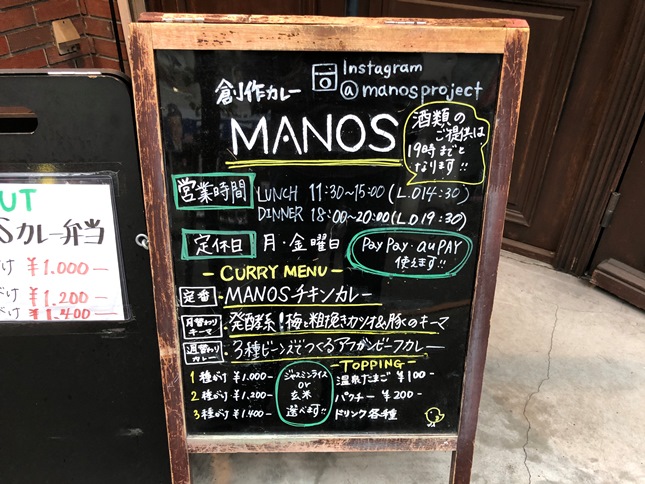 UT
Sカレー弁当
がけ ¥1.000-
がけ ¥1.200-
がけ ¥1.400-
Instagram
@manosproject
創作カレー
MANOS
酒類の
ご提供は
19時までと
なります!!
営業時間
LUNCH 11:30~15:00 (L.O14:30)
DINNER 18:00~20:00 (L.O19:30)
定休日 月・金曜日
PayPay・auPAY
使えます!!
- CURRY MENU -
定番・MANOSチキンカレー
月替わりキーマ・発酵系!梅と粗挽きカシオ&豚のキーマ
週替わりカレー・3種ビーンズでつくるアフガンビーフカレー
1種がけ ¥1.000-
2種がけ ¥1.200-
3種がけ ¥1.400-
ジャスミンライス
or
玄米
選べます!!
- TOPPING -
温泉たまご ¥100-
パクチー ¥200-
ドリンク各種